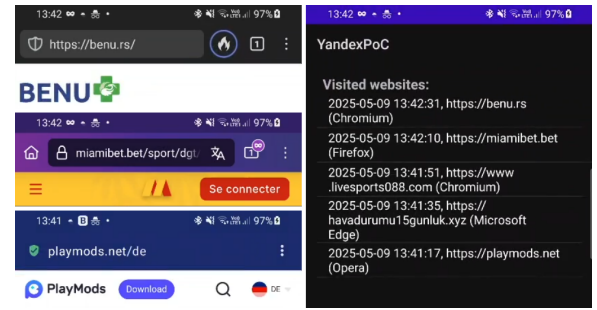 13:42 97%
https://benu.rs/ 1
BENU
13:42 97%
miamibet.bet/sport/dgt 1
Se connecter
13:41 B 97%
playmods.net/de
PlayMods Download DE
13:42 97%
YandexPoC
Visited websites:
2025-05-09 13:42:31, https://benu.rs
(Chromium)
2025-05-09 13:42:10, https://miamibet.bet
(Firefox)
2025-05-09 13:41:51, https://www
.livesports088.com (Chromium)
2025-05-09 13:41:35, https://
havadurumu15gunluk.xyz (Microsoft
Edge)
2025-05-09 13:41:17, https://playmods.net
(Opera)